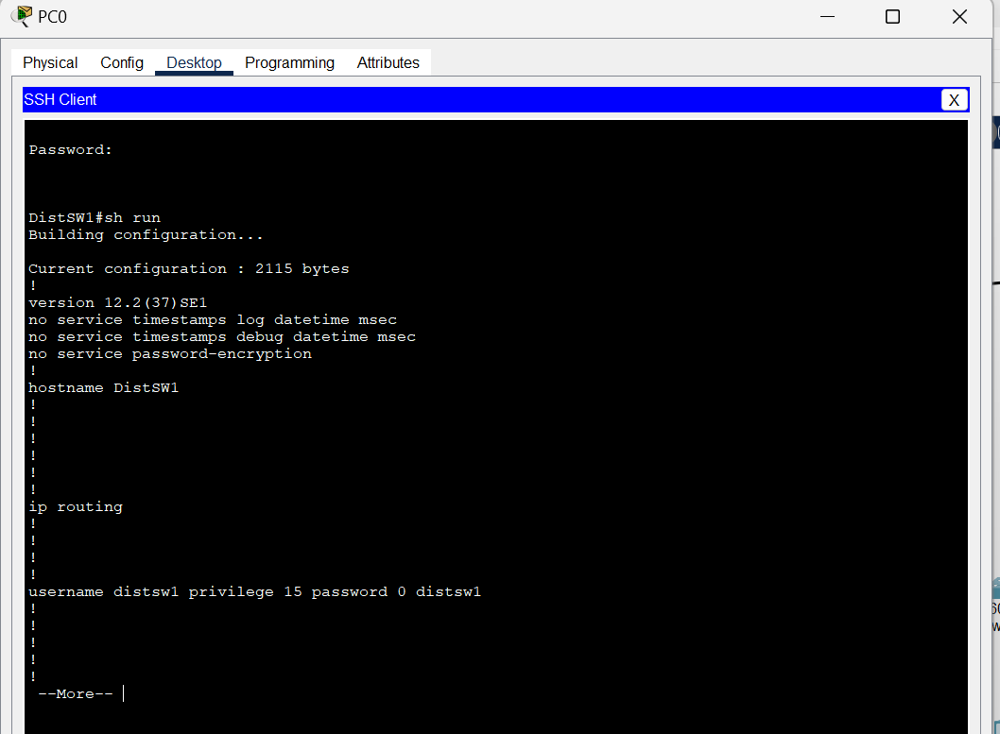 PC0
Physical Config Desktop Programming Attributes
SSH Client X
Password:
DistSW1#sh run
Building configuration...
Current configuration : 2115 bytes
!
version 12.2(37)SE1
no service timestamps log datetime msec
no service timestamps debug datetime msec
no service password-encryption
!
hostname DistSW1
!
!
!
!
!
!
ip routing
!
!
!
!
username distsw1 privilege 15 password 0 distsw1
!
!
!
!
!
--More--